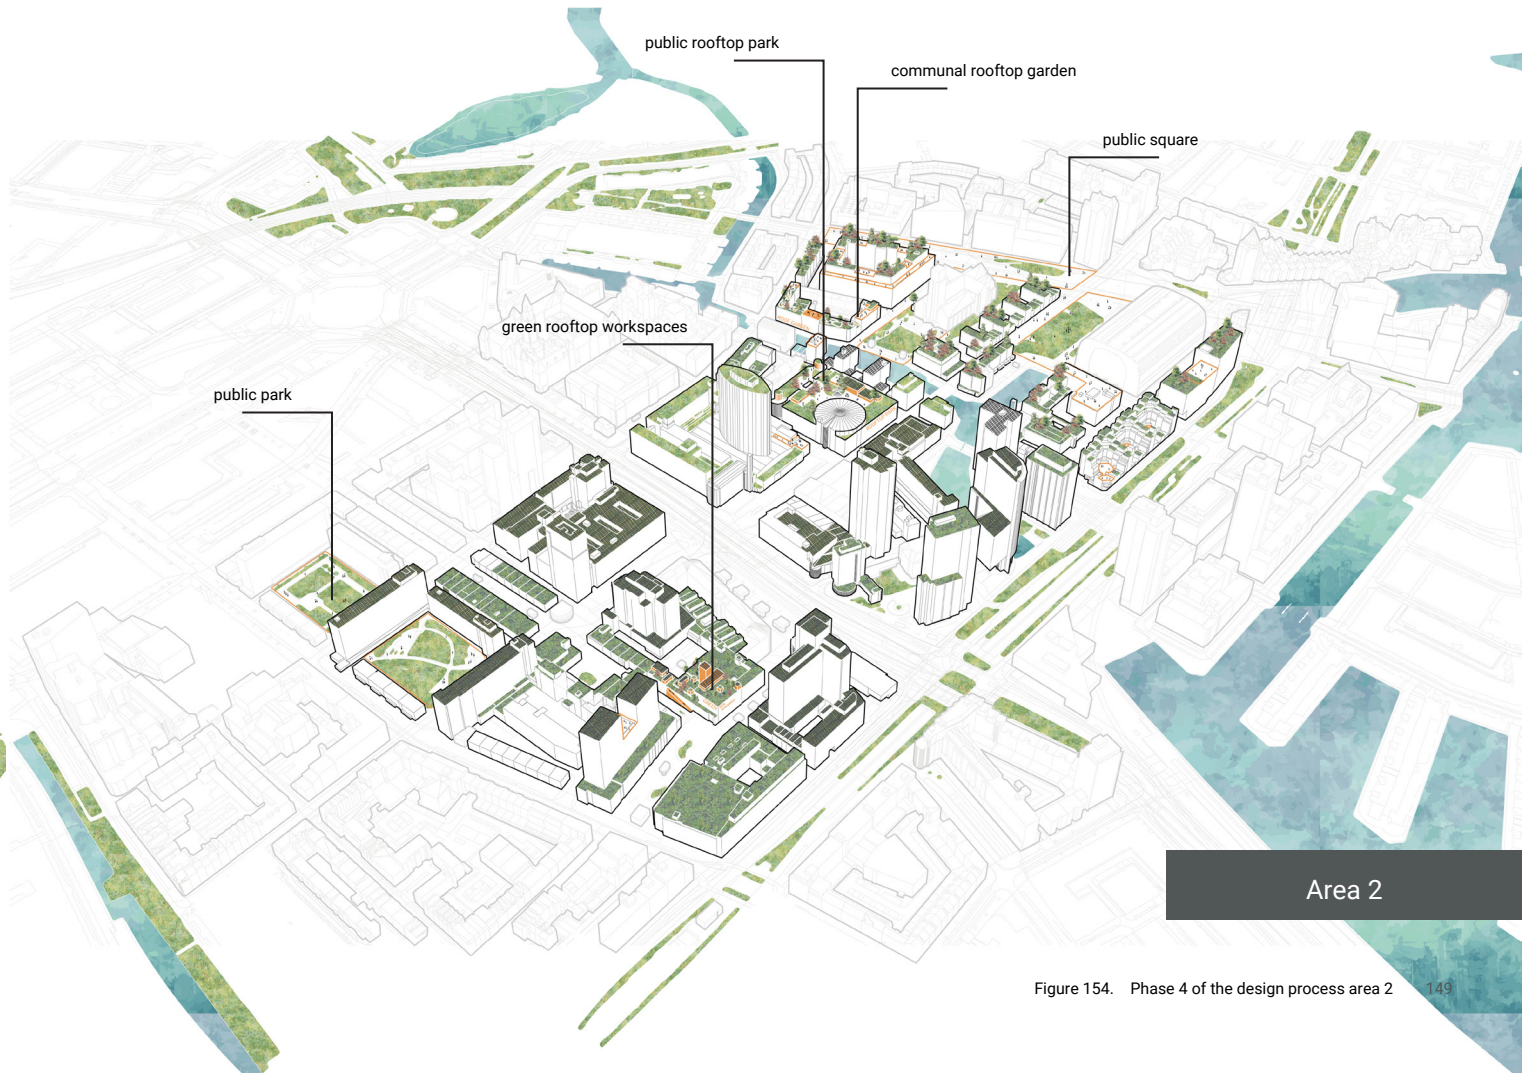 public rooftop park
communal rooftop garden
public square
green rooftop workspaces
public park
Area 2
Figure 154. Phase 4 of the design process area 2
149